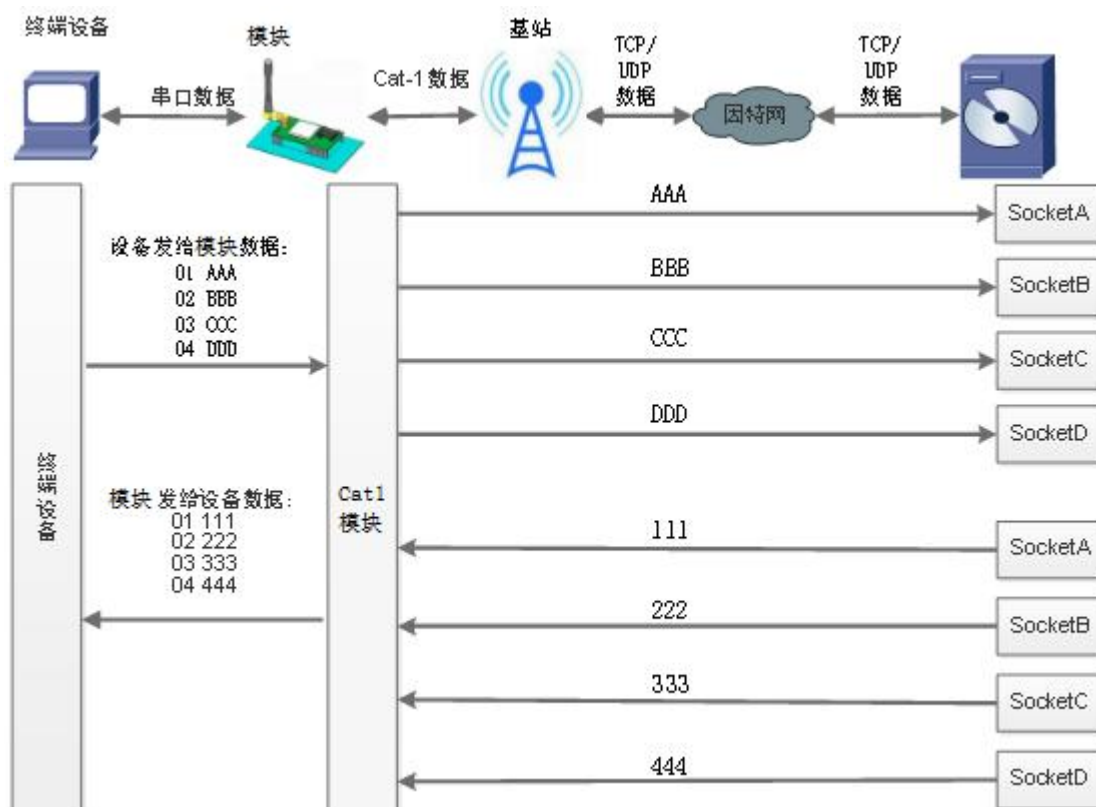 终端设备
模块
基站
TCP/
UDP
数据
TCP/
UDP
数据
串口数据
Cat-1数据
因特网
设备发给模块数据:
01 AAA
02 BBB
03 CCC
04 DDD
AAA
SocketA
BBB
SocketB
CCC
SocketC
DDD
SocketD
终端设备
Cat1
模块
模块 发给设备数据:
01 111
02 222
03 333
04 444
111
SocketA
222
SocketB
333
SocketC
444
SocketD